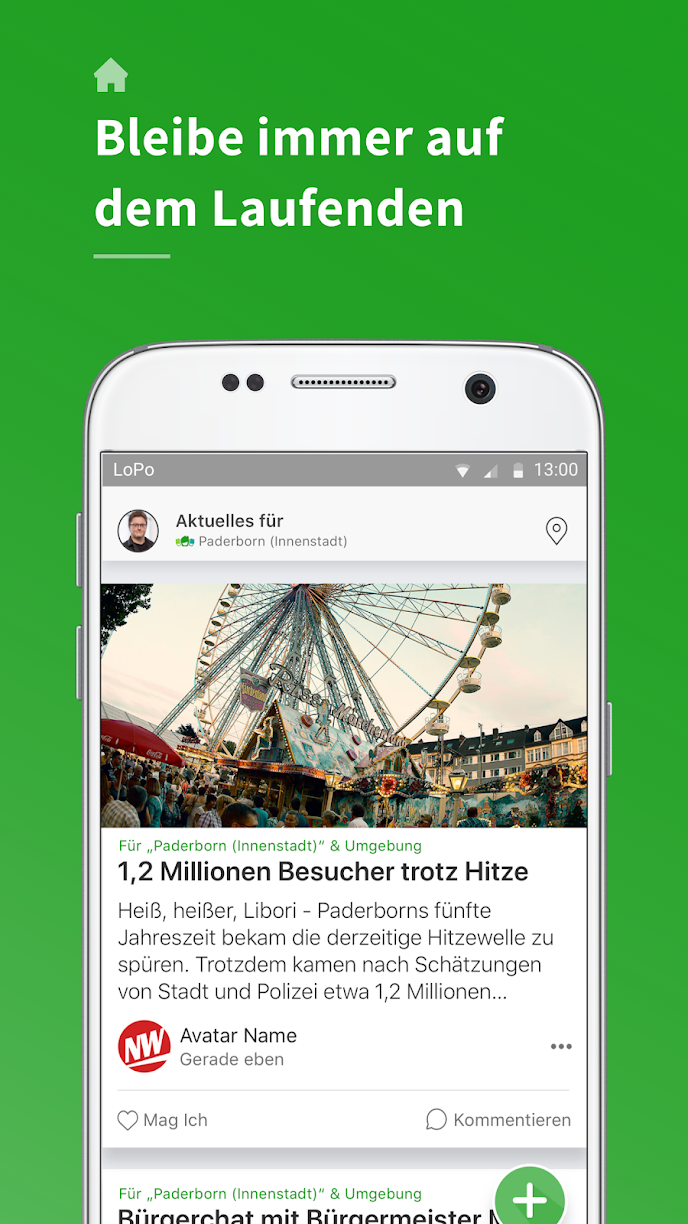 Bleibe immer auf
dem Laufenden
LoPo
13:00
Aktuelles für
Paderborn (Innenstadt)
Coca-Cola
Für „Paderborn (Innenstadt)“ & Umgebung
1,2 Millionen Besucher trotz Hitze
Heiß, heißer, Libori - Paderborns fünfte
Jahreszeit bekam die derzeitige Hitzewelle zu
spüren. Trotzdem kamen nach Schätzungen
von Stadt und Polizei etwa 1,2 Millionen...
NW
Avatar Name
Gerade eben
Mag Ich
Kommentieren
Für „Paderborn (Innenstadt)“ & Umgebung
Bürgerchat mit Bürgermeister